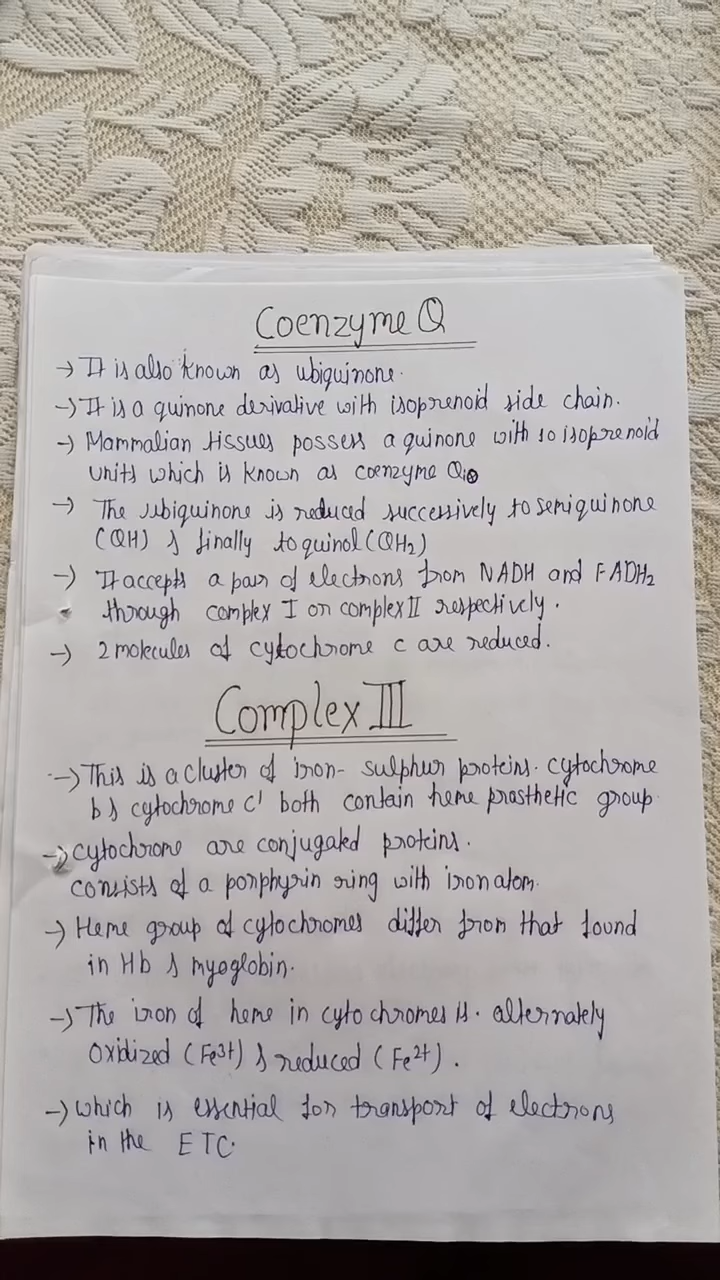 Coenzyme Q
→ It is also known as ubiquinone.
→ It is a quinone derivative with isoprenoid side chain.
→ Mammalian tissues possess a quinone with 10 isoprenoid
units which is known as coenzyme Q10
→ The ubiquinone is reduced successively to semiquinone
(QH) & finally to quinol (QH2)
→ It accepts a pair of electrons from NADH and FADH2
through complex I or complex II respectively.
→ 2 molecules of cytochrome c are reduced.
Complex III
→ This is a cluster of iron- sulphur proteins. cytochrome
b & cytochrome c' both contain heme prosthetic group
→ cytochrome are conjugated proteins.
consists of a porphyrin ring with iron atom.
→ Heme group of cytochromes differ from that found
in Hb & myoglobin.
→ The iron of heme in cytochromes is. alternately
oxidized (Fe3+) & reduced (Fe2+).
→ which is essential for transport of electrons
in the ETC.